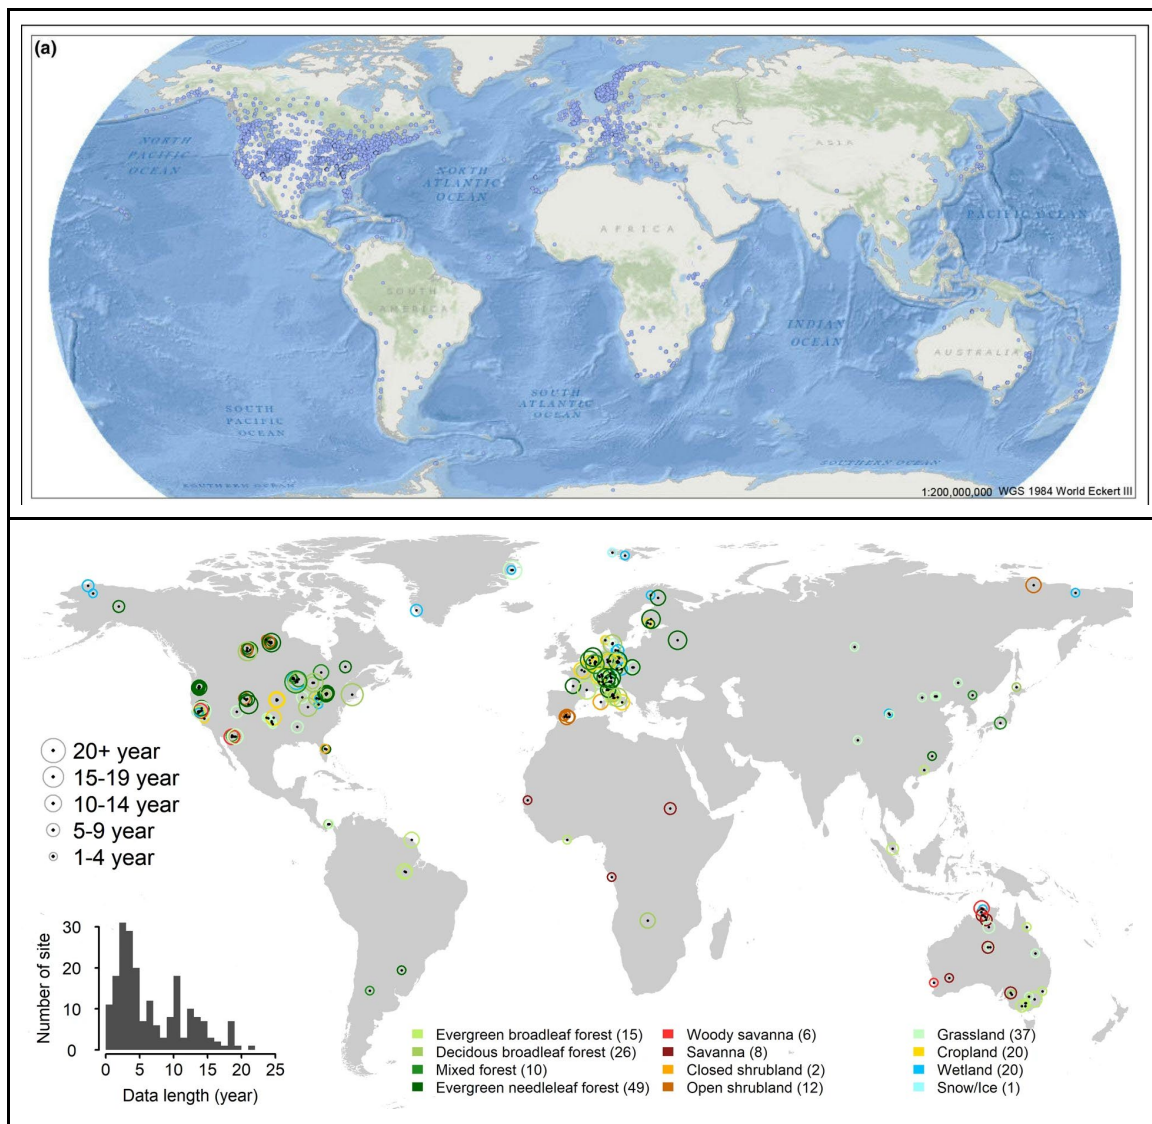 (a)
NORTH
PACIFIC
OCEAN
NORTH
ATLANTIC
OCEAN
ASIA
PACIFIC OCEAN
AFRICA
SOUTH
AMERICA
INDIAN
OCEAN
AUSTRALIA
SOUTH
PACIFIC
OCEAN
SOUTH
ATLANTIC
OCEAN
SOUTHERN OCEAN
SOUTHERN OCEAN
1:200,000,000 WGS 1984 World Eckert III
20+ year
15-19 year
10-14 year
5-9 year
1-4 year
Number of site
30
20
10
0
0 5 10 15 20 25
Data length (year)
Evergreen broadleaf forest (15)
Decidous broadleaf forest (26)
Mixed forest (10)
Evergreen needleleaf forest (49)
Woody savanna (6)
Savanna (8)
Closed shrubland (2)
Open shrubland (12)
Grassland (37)
Cropland (20)
Wetland (20)
Snow/Ice (1)